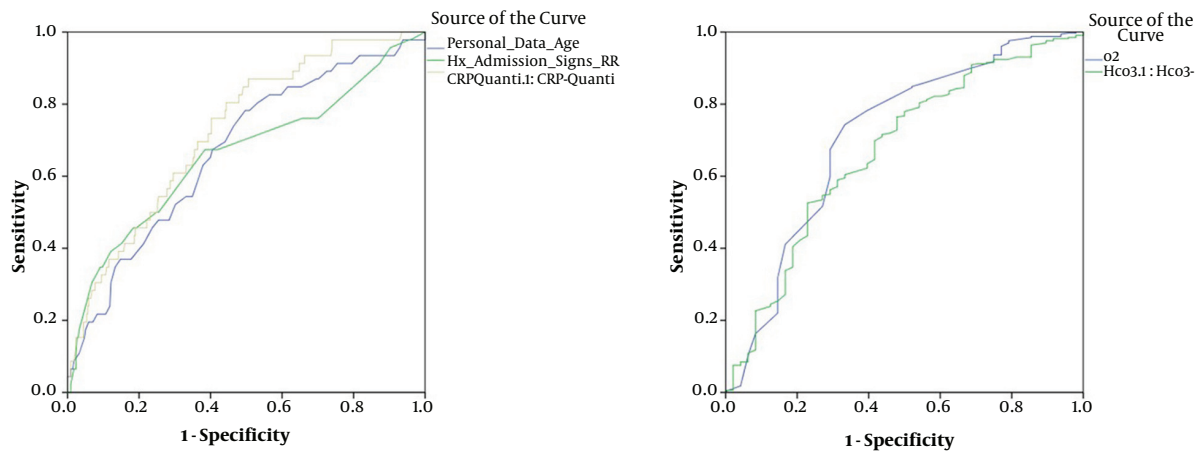 Source of the Curve
Personal_Data_Age
Hx_Admission_Signs_RR
CRPQuanti.1: CRP-Quanti
1.0
0.8
0.6
0.4
0.2
0.0
Sensitivity
0.0 0.2 0.4 0.6 0.8 1.0
1 - Specificity
Source of the
Curve
o2
Hco3.1 : Hco3-
1.0
0.8
0.6
0.4
0.2
0.0
Sensitivity
0.0 0.2 0.4 0.6 0.8 1.0
1 - Specificity